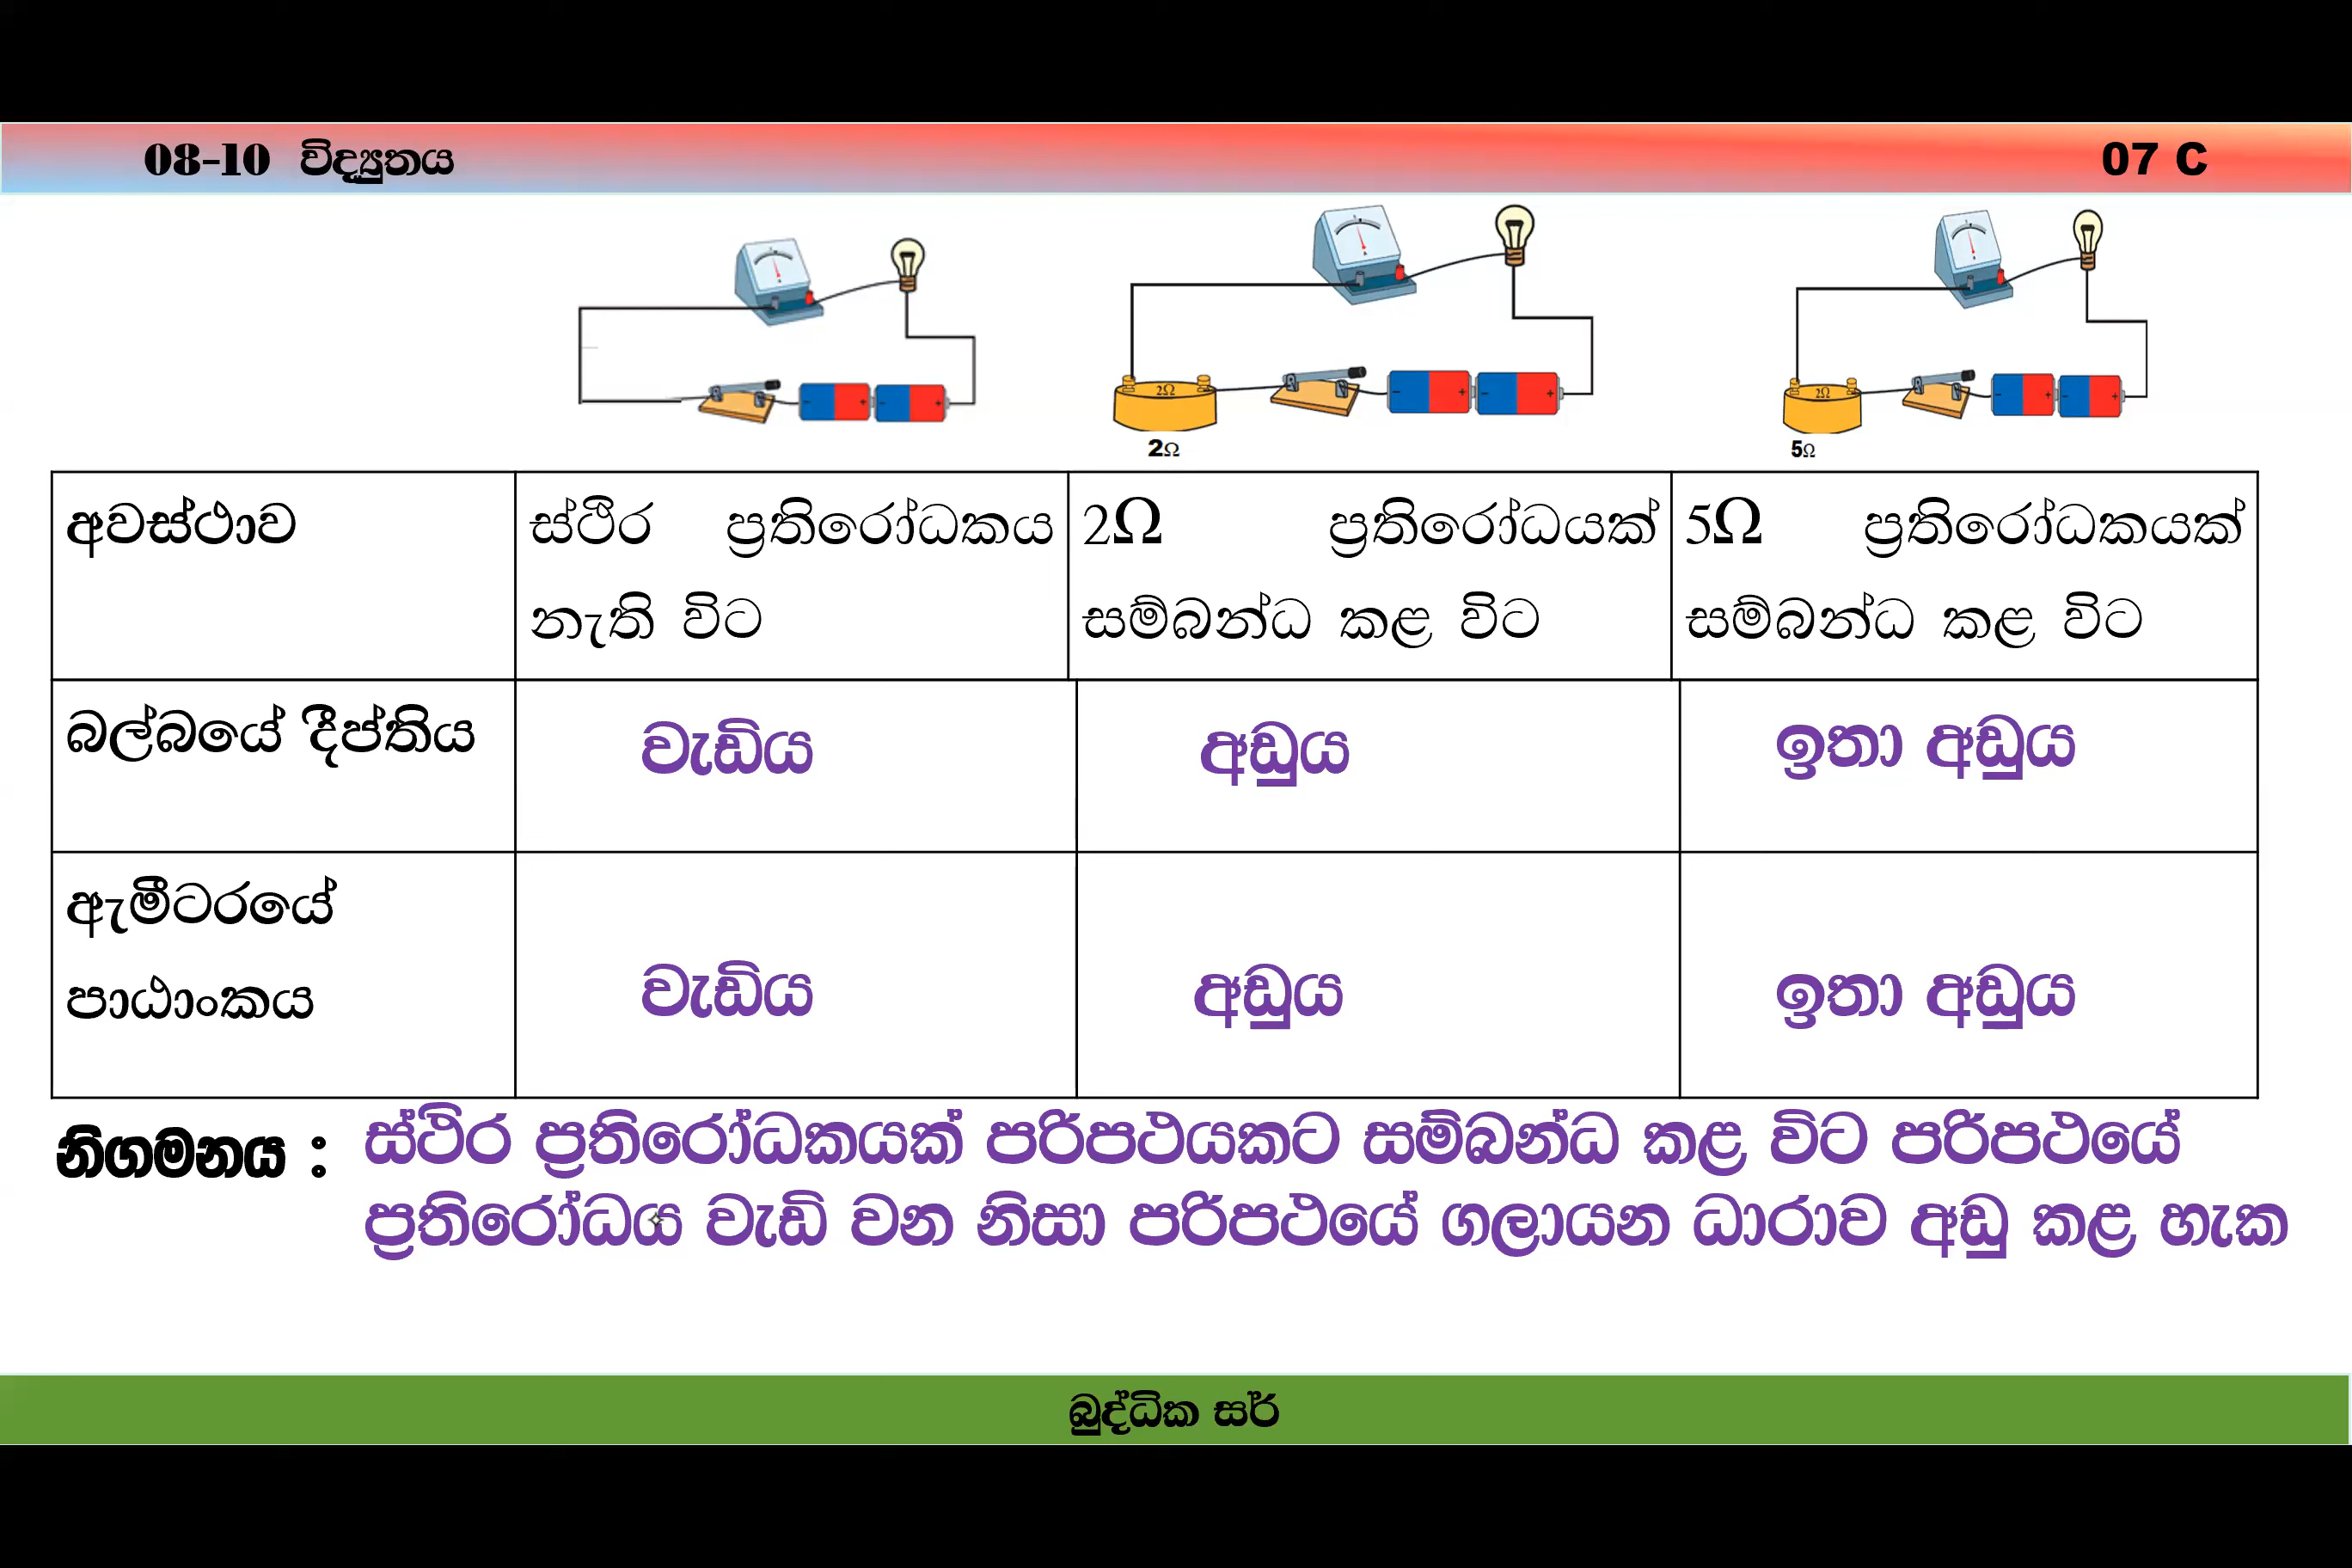 08-10 විද්‍යුතය
07 C
2Ω
2Ω
2Ω
5Ω
අවස්ථාව
ස්ථිර ප්‍රතිරෝධකය
නැති විට
2Ω ප්‍රතිරෝධයක්
සම්බන්ධ කළ විට
5Ω ප්‍රතිරෝධකයක්
සම්බන්ධ කළ විට
බල්බයේ දීප්තිය
වැඩිය
අඩුය
ඉතා අඩුය
ඇමීටරයේ
පාඨාංකය
වැඩිය
අඩුය
ඉතා අඩුය
නිගමනය :
ස්ථිර ප්‍රතිරෝධකයක් පරිපථයකට සම්බන්ධ කළ විට පරිපථයේ
ප්‍රතිරෝධය වැඩි වන නිසා පරිපථයේ ගලායන ධාරාව අඩු කළ හැක
බුද්ධික සර්